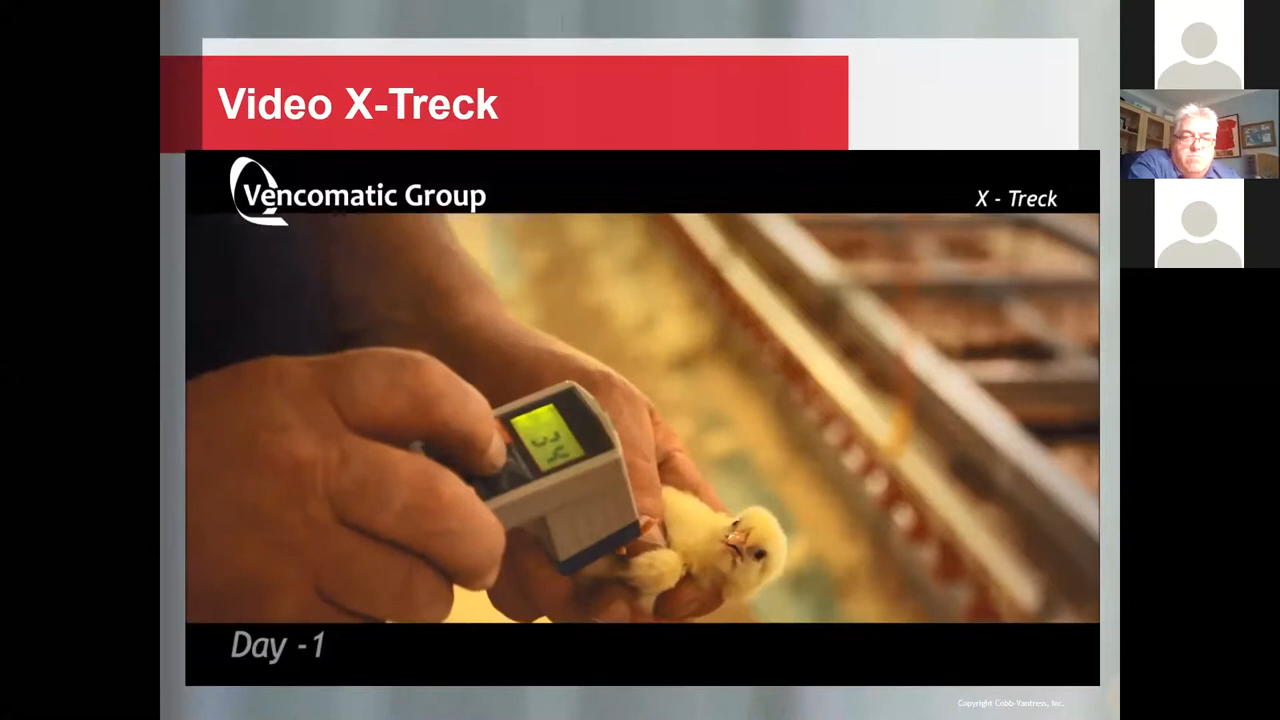 Video X-Treck
Vencomatic Group
X - Treck
Day -1
Copyright Cobb-Vantress, Inc.